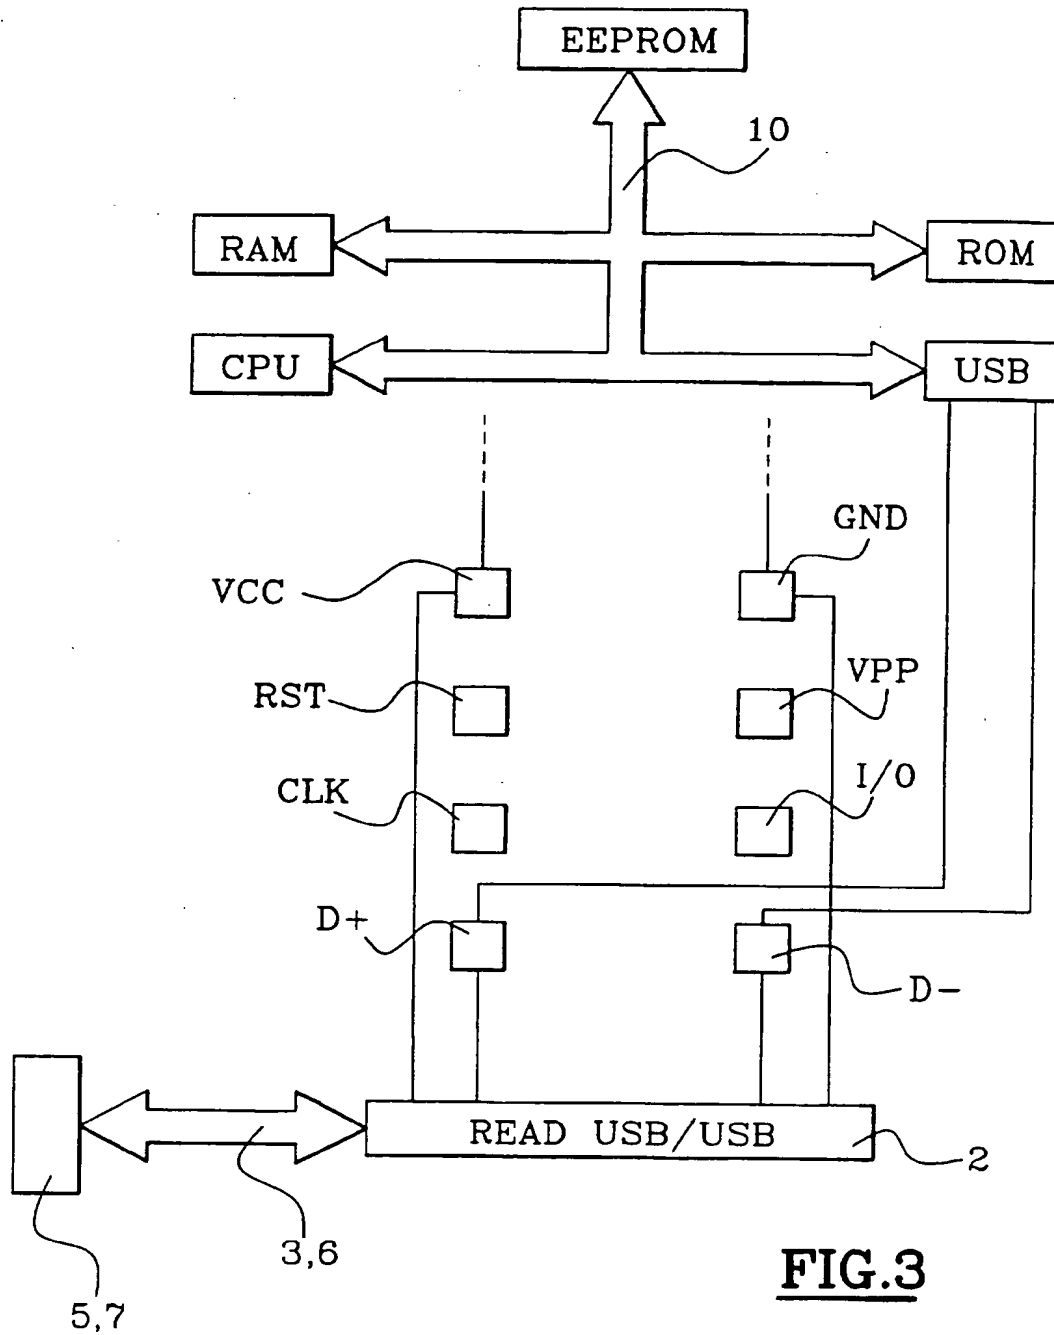 EEPROM
10
RAM
ROM
CPU
USB
GND
VCC
VPP
RST
I/O
CLK
D+
D-
READ USB/USB
2
3,6
5,7
FIG.3